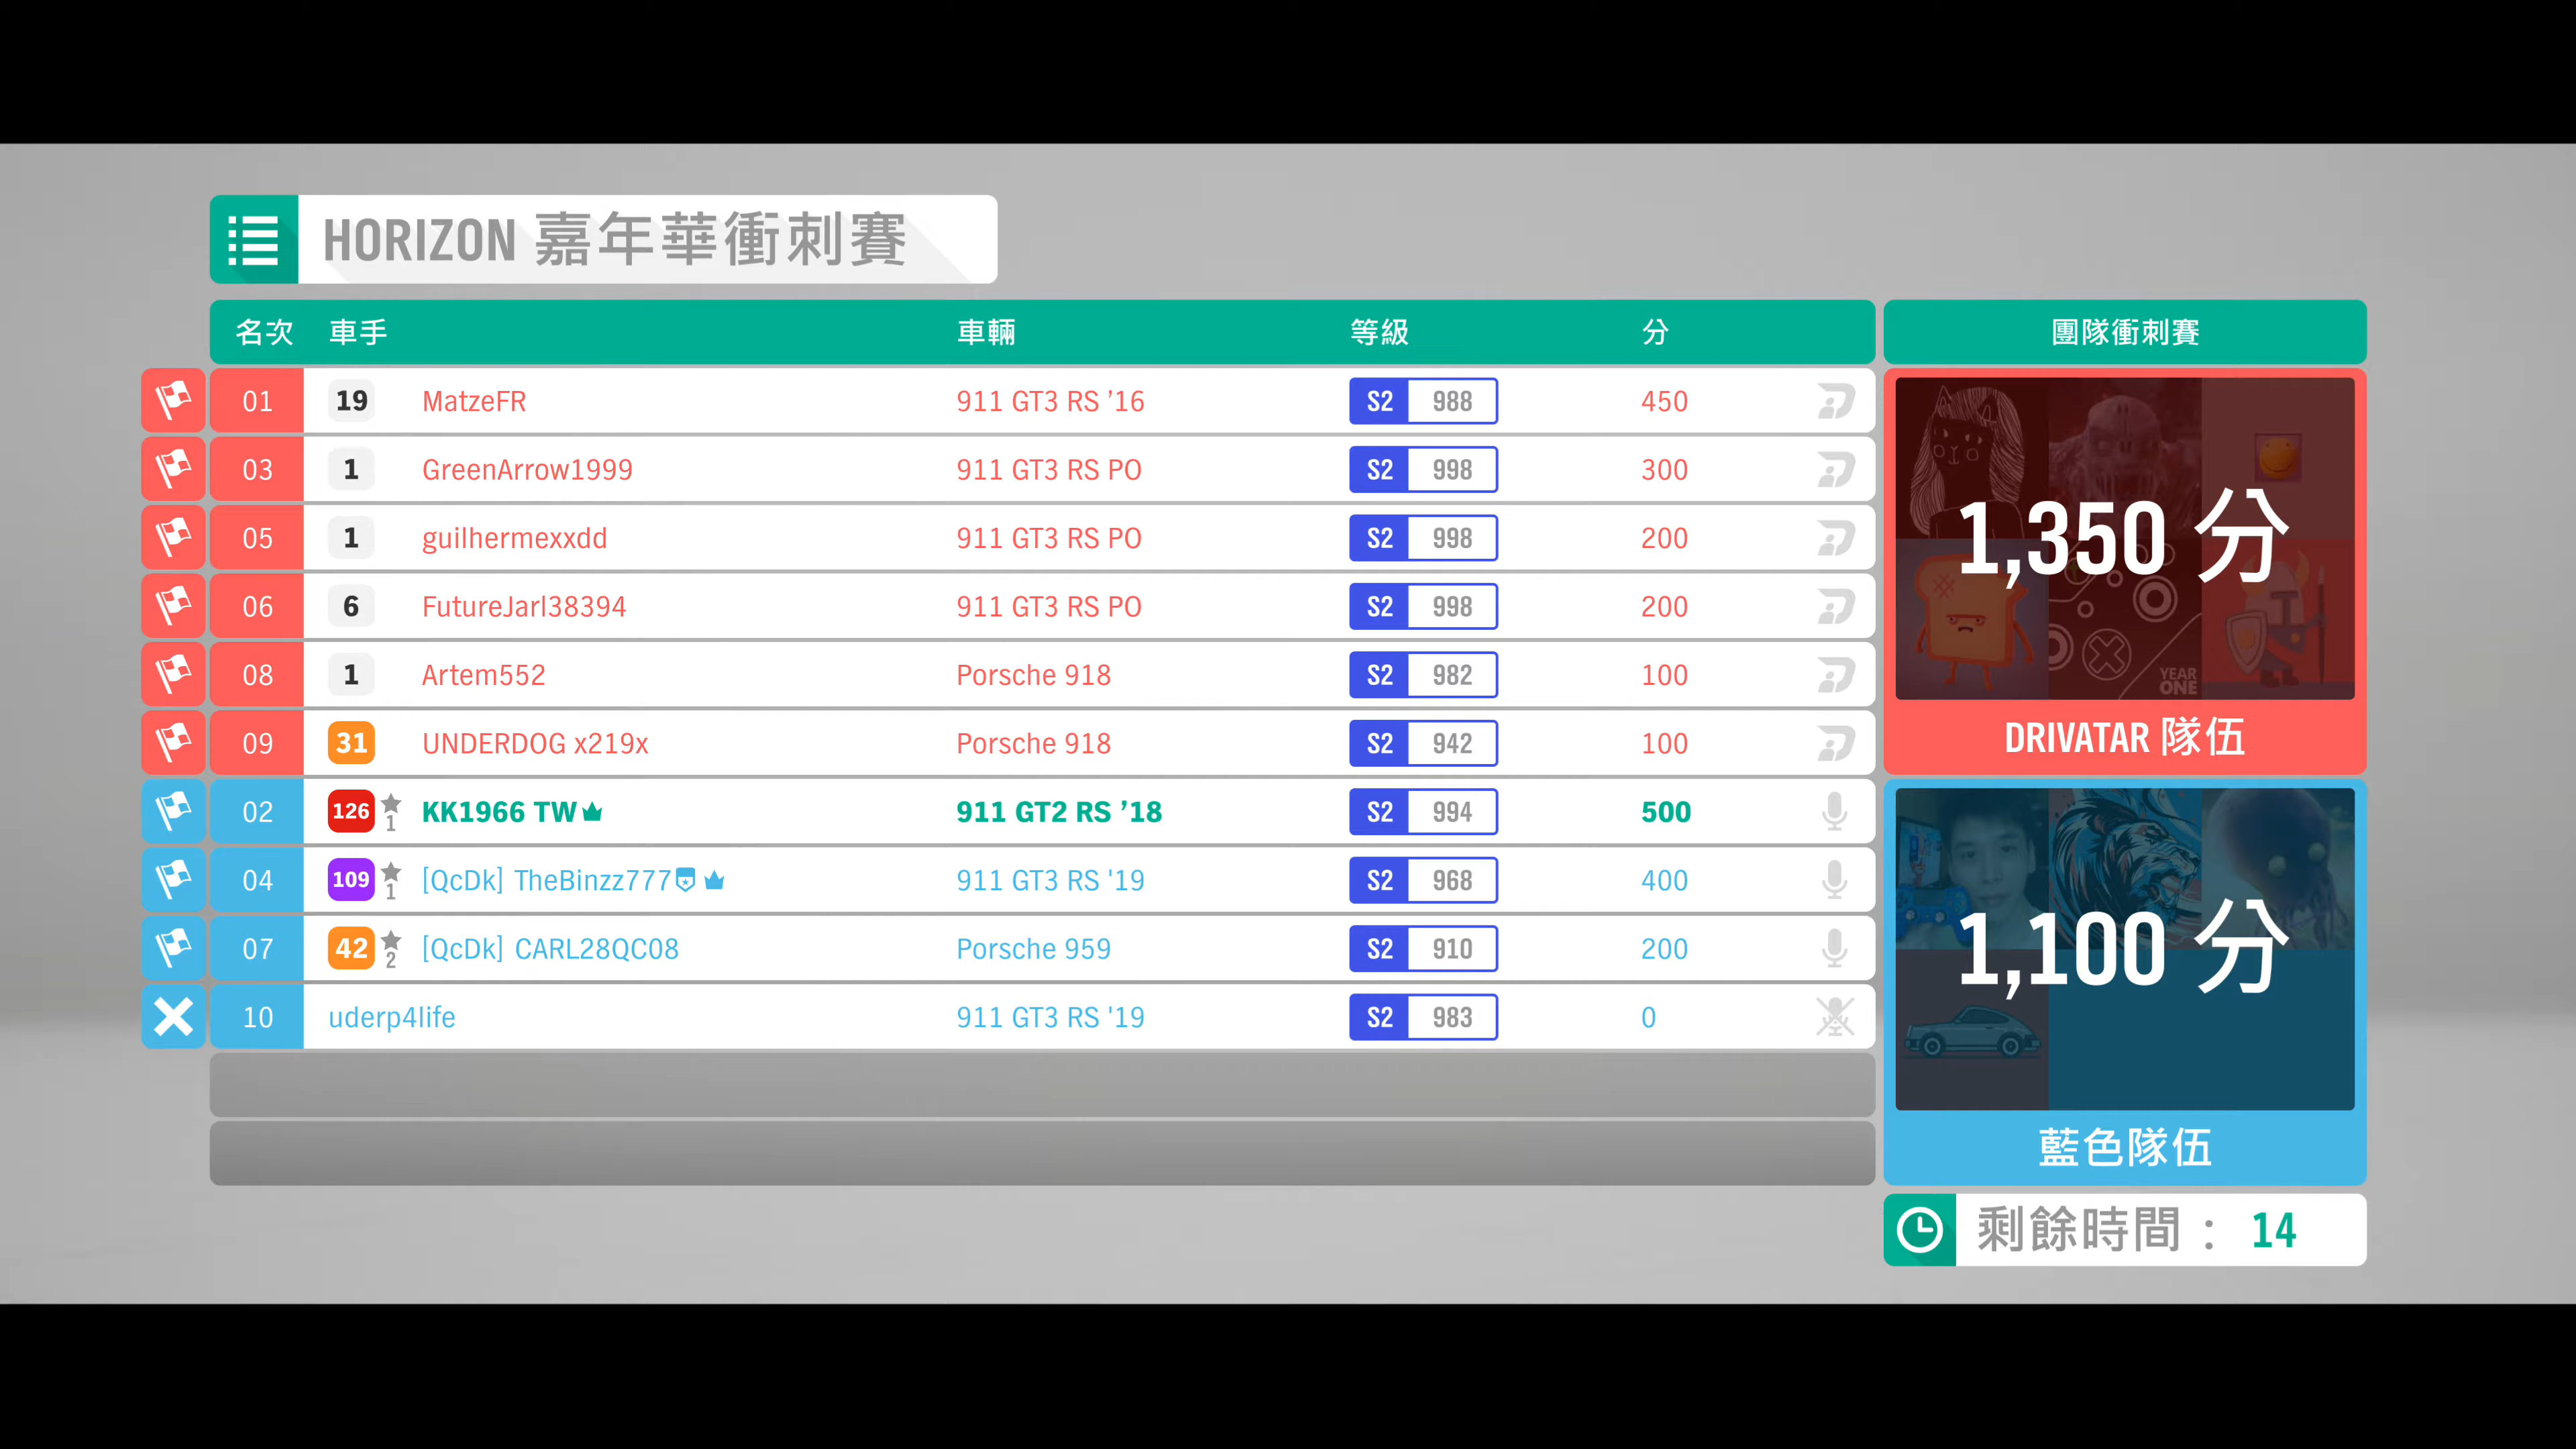 HORIZON 嘉年華衝刺賽
名次 車手 車輛 等級 分 團隊衝刺賽
01 19 MatzeFR 911 GT3 RS ’16 S2 988 450
03 1 GreenArrow1999 911 GT3 RS PO S2 998 300
05 1 guilhermexxdd 911 GT3 RS PO S2 998 200
06 6 FutureJarl38394 911 GT3 RS PO S2 998 200
08 1 Artem552 Porsche 918 S2 982 100
09 31 UNDERDOG x219x Porsche 918 S2 942 100
02 126 1 KK1966 TW 911 GT2 RS ’18 S2 994 500
04 109 1 [QcDk] TheBinzz777 911 GT3 RS '19 S2 968 400
07 42 2 [QcDk] CARL28QC08 Porsche 959 S2 910 200
10 uderp4life 911 GT3 RS '19 S2 983 0
1,350 分
YEAR
ONE
DRIVATAR 隊伍
1,100 分
藍色隊伍
剩餘時間： 14